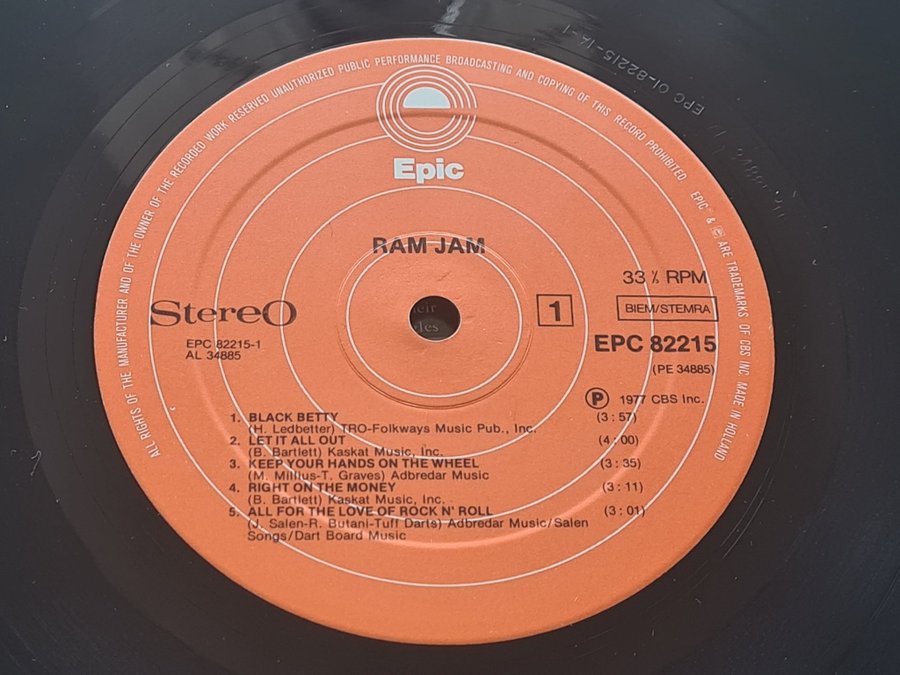 ALL RIGHTS OF THE MANUFACTURER AND OF THE OWNER OF THE RECORDED WORK RESERVED UNAUTHORIZED PUBLIC PERFORMANCE BROADCASTING AND COPYING OF THIS RECORD PROHIBITED EPIC® & Ⓔ ARE TRADEMARKS OF CBS INC. MADE IN HOLLAND
EPC 01-82215-1A-1
Epic
RAM JAM
33⅓ RPM
StereO
1
BIEM/STEMRA
EPC 82215-1
AL 34885
EPC 82215
(PE 34885)
Ⓟ 1977 CBS Inc.
1. BLACK BETTY (3:57)
(H. Ledbetter) TRO-Folkways Music Pub., Inc.
2. LET IT ALL OUT (4:00)
(B. Bartlett) Kaskat Music, Inc.
3. KEEP YOUR HANDS ON THE WHEEL (3:35)
(M. Millius-T. Graves) Adbredar Music
4. RIGHT ON THE MONEY (3:11)
(B. Bartlett) Kaskat Music, Inc.
5. ALL FOR THE LOVE OF ROCK N' ROLL (3:01)
(J. Salen-R. Butani-Tuff Darts) Adbredar Music/Salen
Songs/Dart Board Music